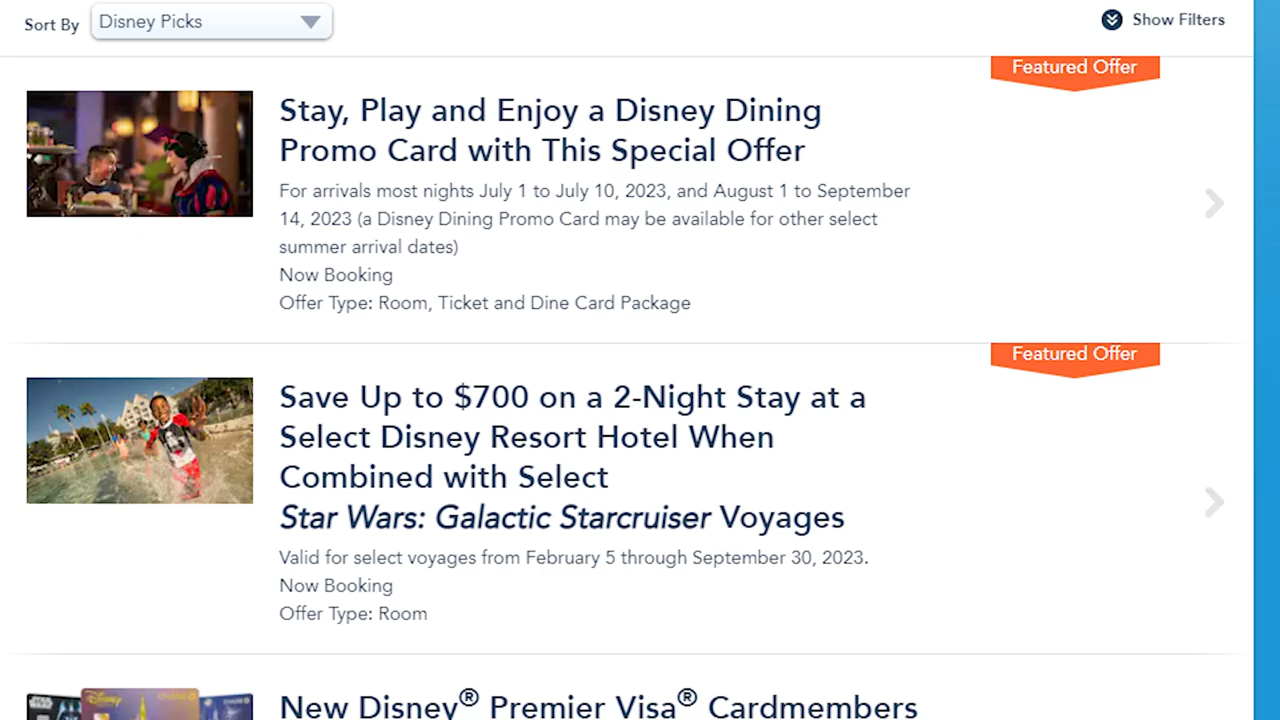 Sort By Disney Picks Show Filters
Featured Offer
Stay, Play and Enjoy a Disney Dining
Promo Card with This Special Offer
For arrivals most nights July 1 to July 10, 2023, and August 1 to September
14, 2023 (a Disney Dining Promo Card may be available for other select
summer arrival dates)
Now Booking
Offer Type: Room, Ticket and Dine Card Package
Featured Offer
Save Up to $700 on a 2-Night Stay at a
Select Disney Resort Hotel When
Combined with Select
Star Wars: Galactic Starcruiser Voyages
Valid for select voyages from February 5 through September 30, 2023.
Now Booking
Offer Type: Room
New Disney® Premier Visa® Cardmembers